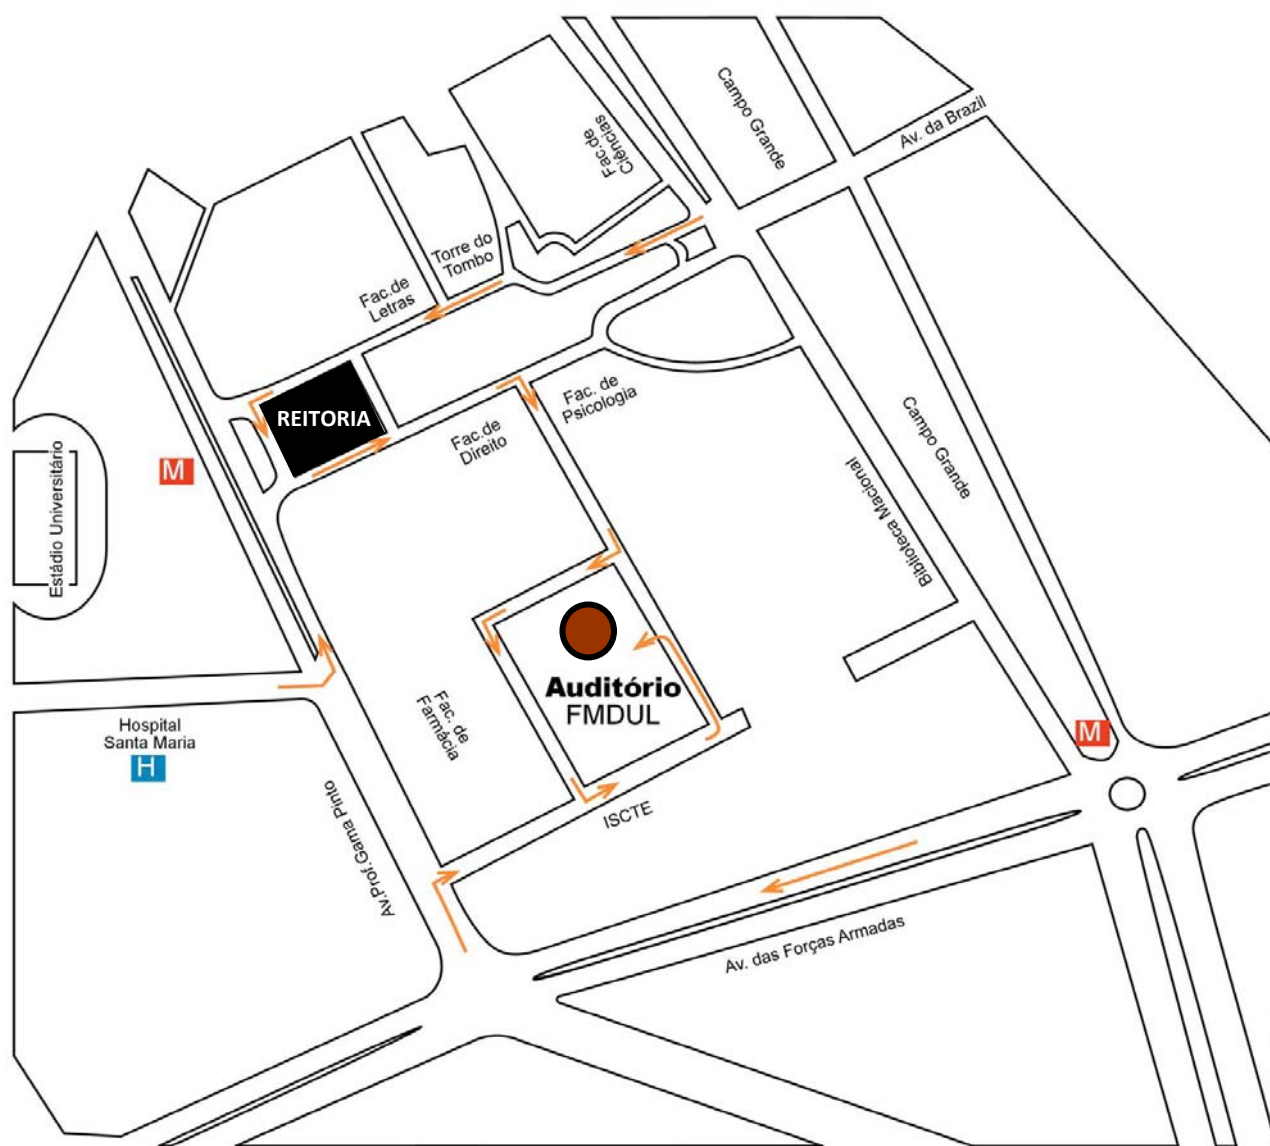 Campo Grande
Av. da Brazil
Fac.de
Ciências
Torre do
Tombo
Fac.de
Letras
REITORIA
Fac. de
Psicologia
Fac.de
Direito
Campo Grande
M
Estádio Universitário
Biblioteca Macional
Auditório
FMDUL
Fac. de
Farmácia
M
Hospital
Santa Maria
H
Av.Prof.Gama Pinto
ISCTE
Av. das Forças Armadas